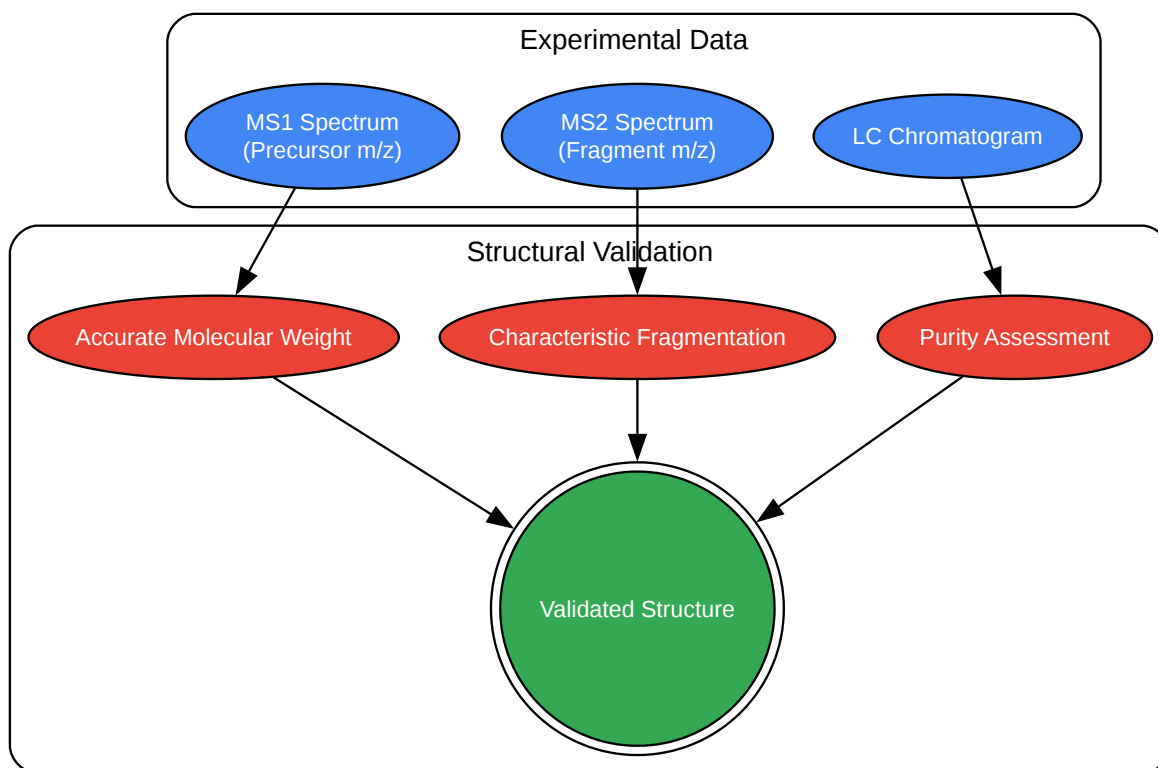 Experimental Data
MS1 Spectrum
(Precursor m/z)
MS2 Spectrum
(Fragment m/z)
LC Chromatogram
Structural Validation
Accurate Molecular Weight
Characteristic Fragmentation
Purity Assessment
Validated Structure